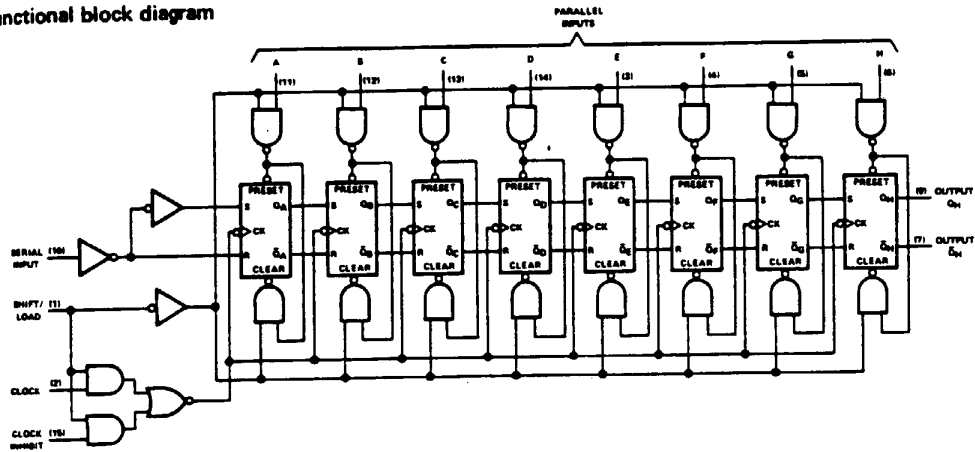 nctional block diagram
PARALLEL
INPUTS
A B C D E F G H
(11) (12) (13) (14) (3) (4) (5) (6)
PRESET PRESET PRESET PRESET PRESET PRESET PRESET PRESET
S QA S QB S QC S QD S QE S QF S QG S QH
(9) OUTPUT
QH
CK CK CK CK CK CK CK CK
SERIAL (10)
INPUT
R Q̄A R Q̄B R Q̄C R Q̄D R Q̄E R Q̄F R Q̄G R Q̄H
(7) OUTPUT
Q̄H
CLEAR CLEAR CLEAR CLEAR CLEAR CLEAR CLEAR CLEAR
SHIFT/ (1)
LOAD
CLOCK (2)
CLOCK (15)
INHIBIT